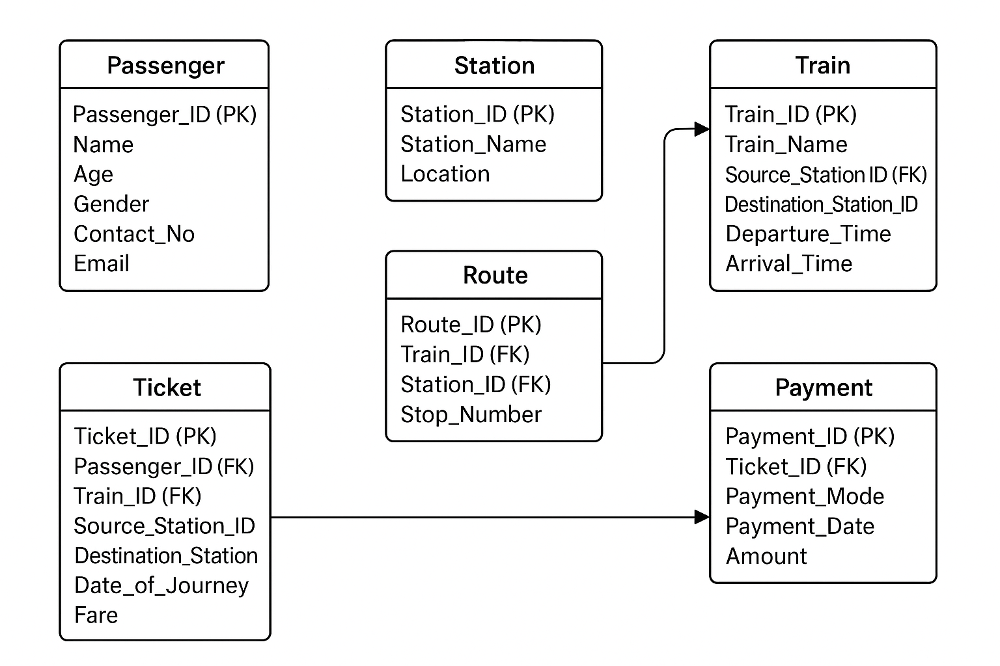 Passenger
Passenger_ID (PK)
Name
Age
Gender
Contact_No
Email
Station
Station_ID (PK)
Station_Name
Location
Train
Train_ID (PK)
Train_Name
Source_Station ID (FK)
Destination_Station_ID
Departure_Time
Arrival_Time
Route
Route_ID (PK)
Train_ID (FK)
Station_ID (FK)
Stop_Number
Ticket
Ticket_ID (PK)
Passenger_ID (FK)
Train_ID (FK)
Source_Station_ID
Destination_Station
Date_of_Journey
Fare
Payment
Payment_ID (PK)
Ticket_ID (FK)
Payment_Mode
Payment_Date
Amount